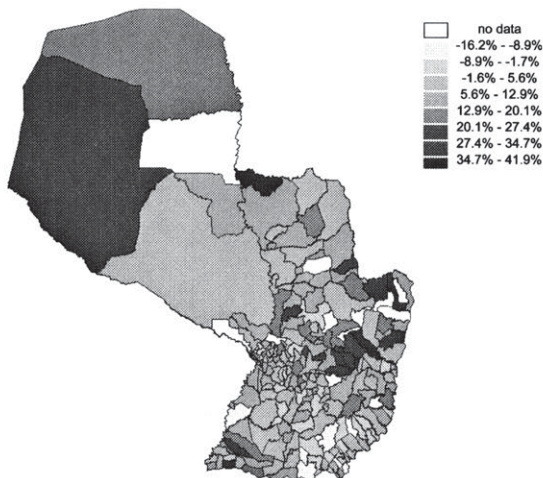 no data
-16.2% - -8.9%
-8.9% - -1.7%
-1.6% - 5.6%
5.6% - 12.9%
12.9% - 20.1%
20.1% - 27.4%
27.4% - 34.7%
34.7% - 41.9%